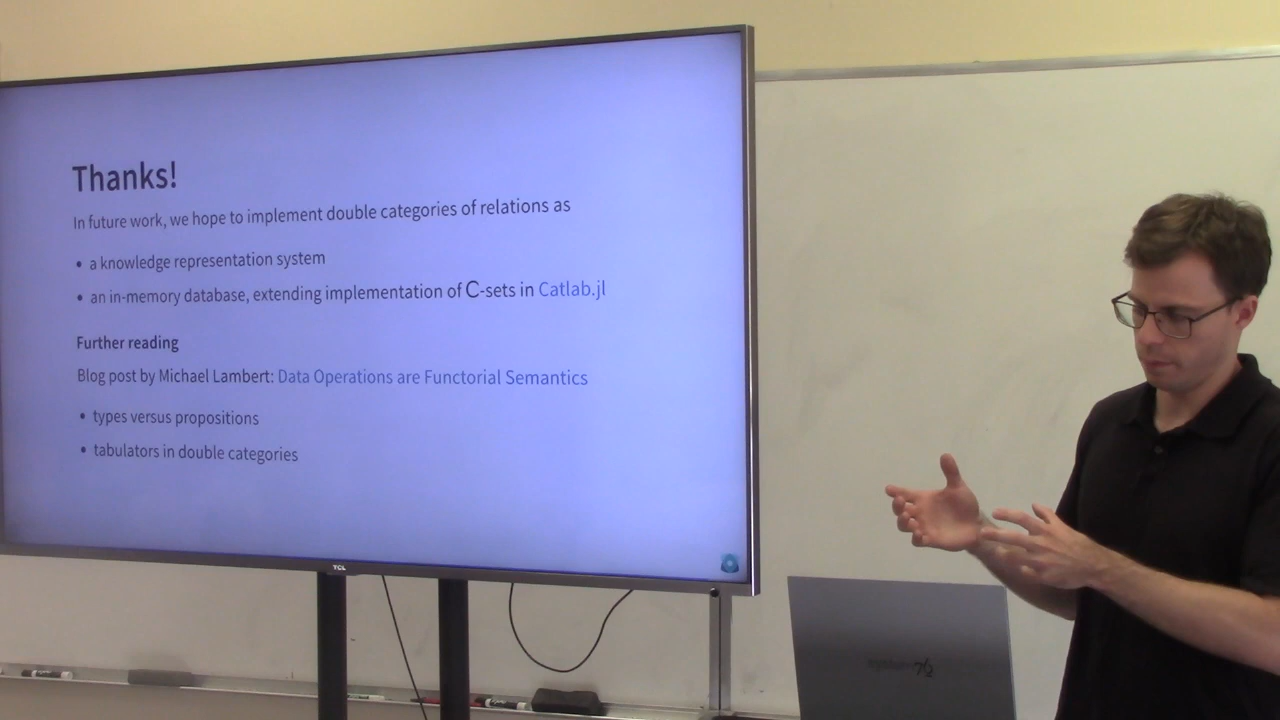 Thanks!
In future work, we hope to implement double categories of relations as
• a knowledge representation system
• an in-memory database, extending implementation of C-sets in Catlab.jl
Further reading
Blog post by Michael Lambert: Data Operations are Functorial Semantics
• types versus propositions
• tabulators in double categories
TCL
system76